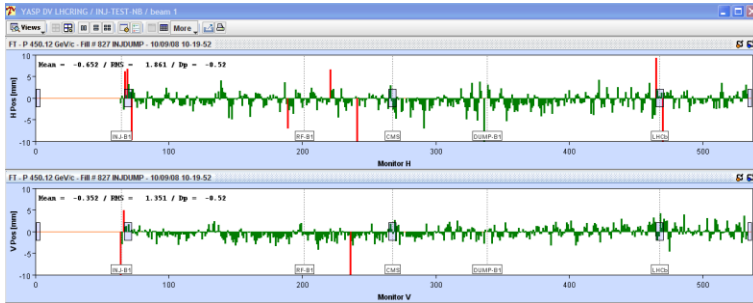 YASP DV LHCRING / INJ-TEST-NB / beam 1
Views
More
FT - P 450.12 GeV/c - Fill # 827 INJDUMP - 10/09/08 10-19-52
Mean = -0.652 / RMS = 1.861 / Dp = -0.52
H Pos [mm]
10
5
0
-5
-10
INJ-B1
RF-B1
CMS
DUMP-B1
LHCb
0
100
200
300
400
500
Monitor H
FT - P 450.12 GeV/c - Fill # 827 INJDUMP - 10/09/08 10-19-52
Mean = -0.352 / RMS = 1.351 / Dp = -0.52
V Pos [mm]
10
5
0
-5
-10
INJ-B1
RF-B1
CMS
DUMP-B1
LHCb
0
100
200
300
400
500
Monitor V